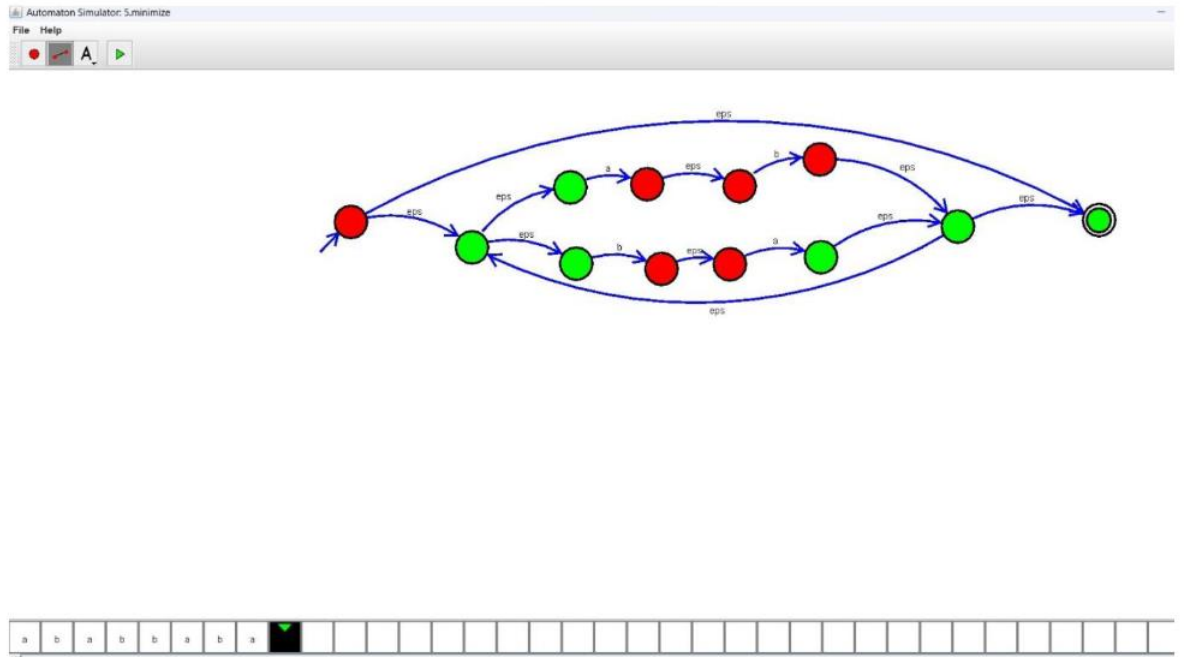 Automaton Simulator: 5.minimize
File Help
A
eps
b
a eps eps
eps
eps eps
eps eps
b eps a
eps
a b a b b a b a